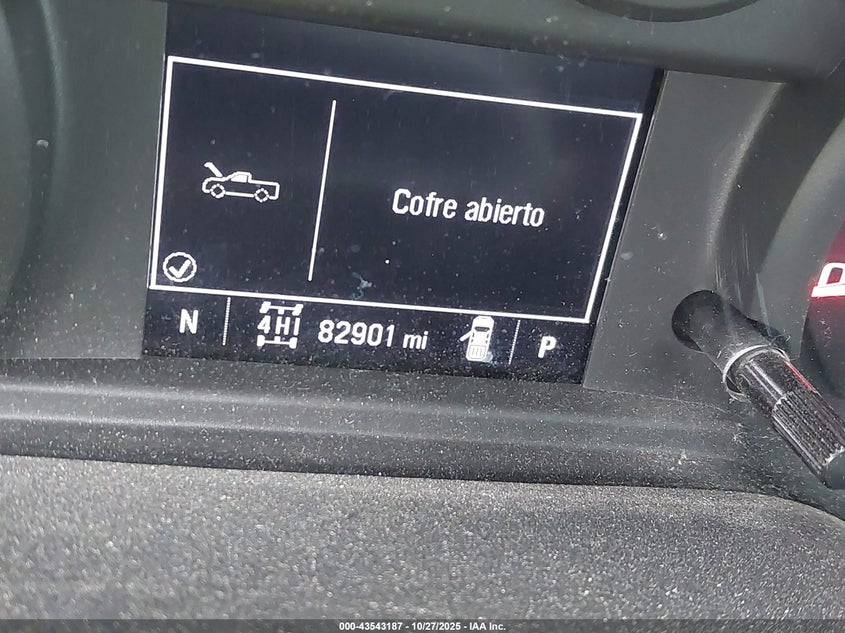 Cofre abierto
N 4HI 82901 mi P
000-43543187 - 10/27/2025 - IAA Inc.